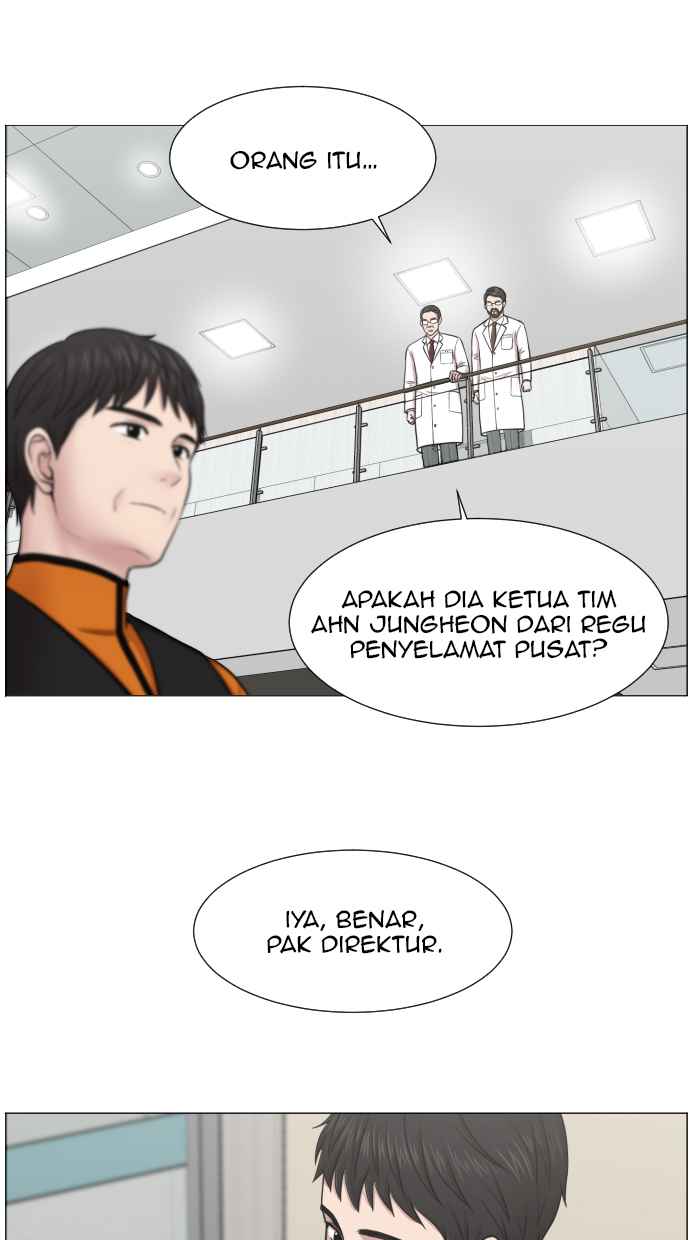 ORANG ITU...
APAKAH DIA KETUA TIM
AHN JUNGHEON DARI REGU
PENYELAMAT PUSAT?
IYA, BENAR,
PAK DIREKTUR.